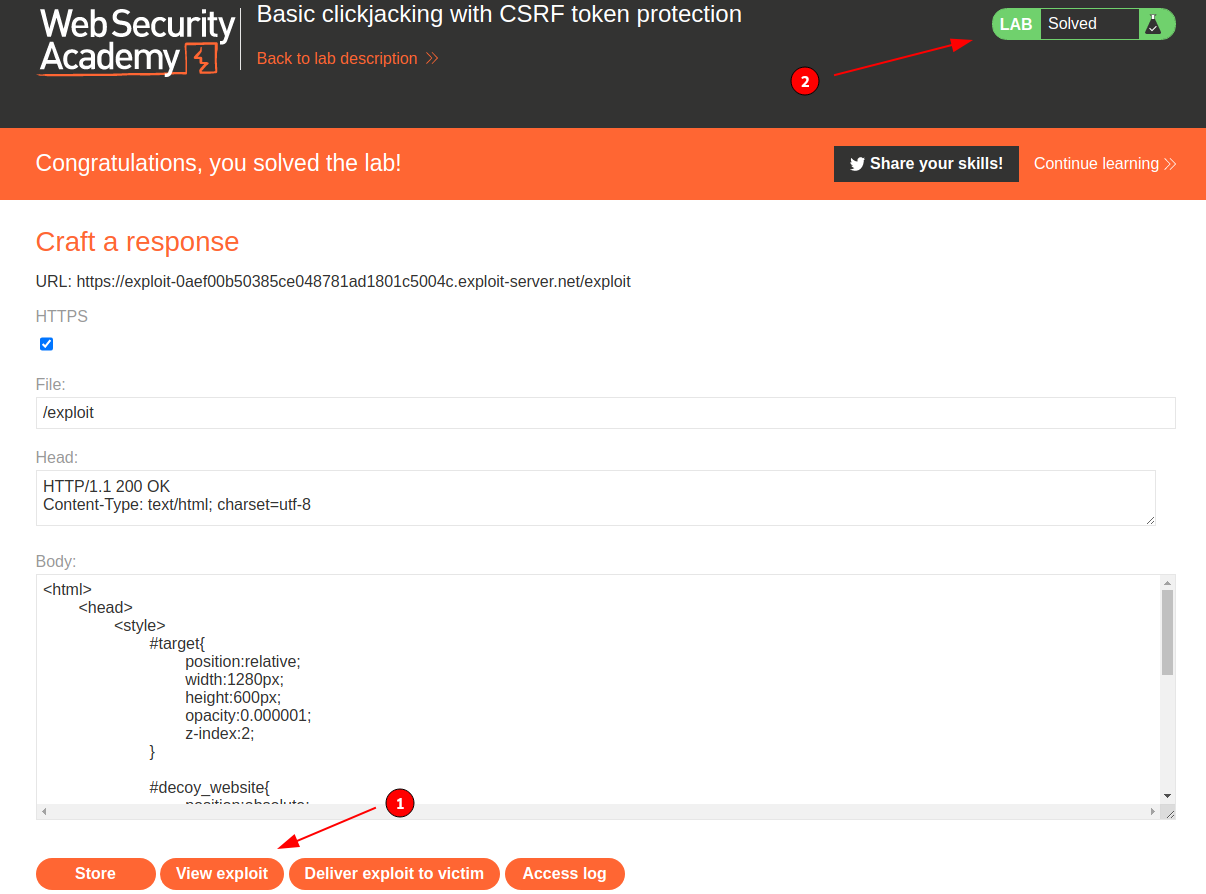 Web Security
Academy
Basic clickjacking with CSRF token protection
Back to lab description
LAB Solved
2
Congratulations, you solved the lab!
Share your skills!
Continue learning
Craft a response
URL: https://exploit-0aef00b50385ce048781ad1801c5004c.exploit-server.net/exploit
HTTPS
File:
/exploit
Head:
HTTP/1.1 200 OK
Content-Type: text/html; charset=utf-8
Body:
<html>
<head>
<style>
#target{
position:relative;
width:1280px;
height:600px;
opacity:0.000001;
z-index:2;
}
#decoy_website{
position:absolute;
1
Store
View exploit
Deliver exploit to victim
Access log